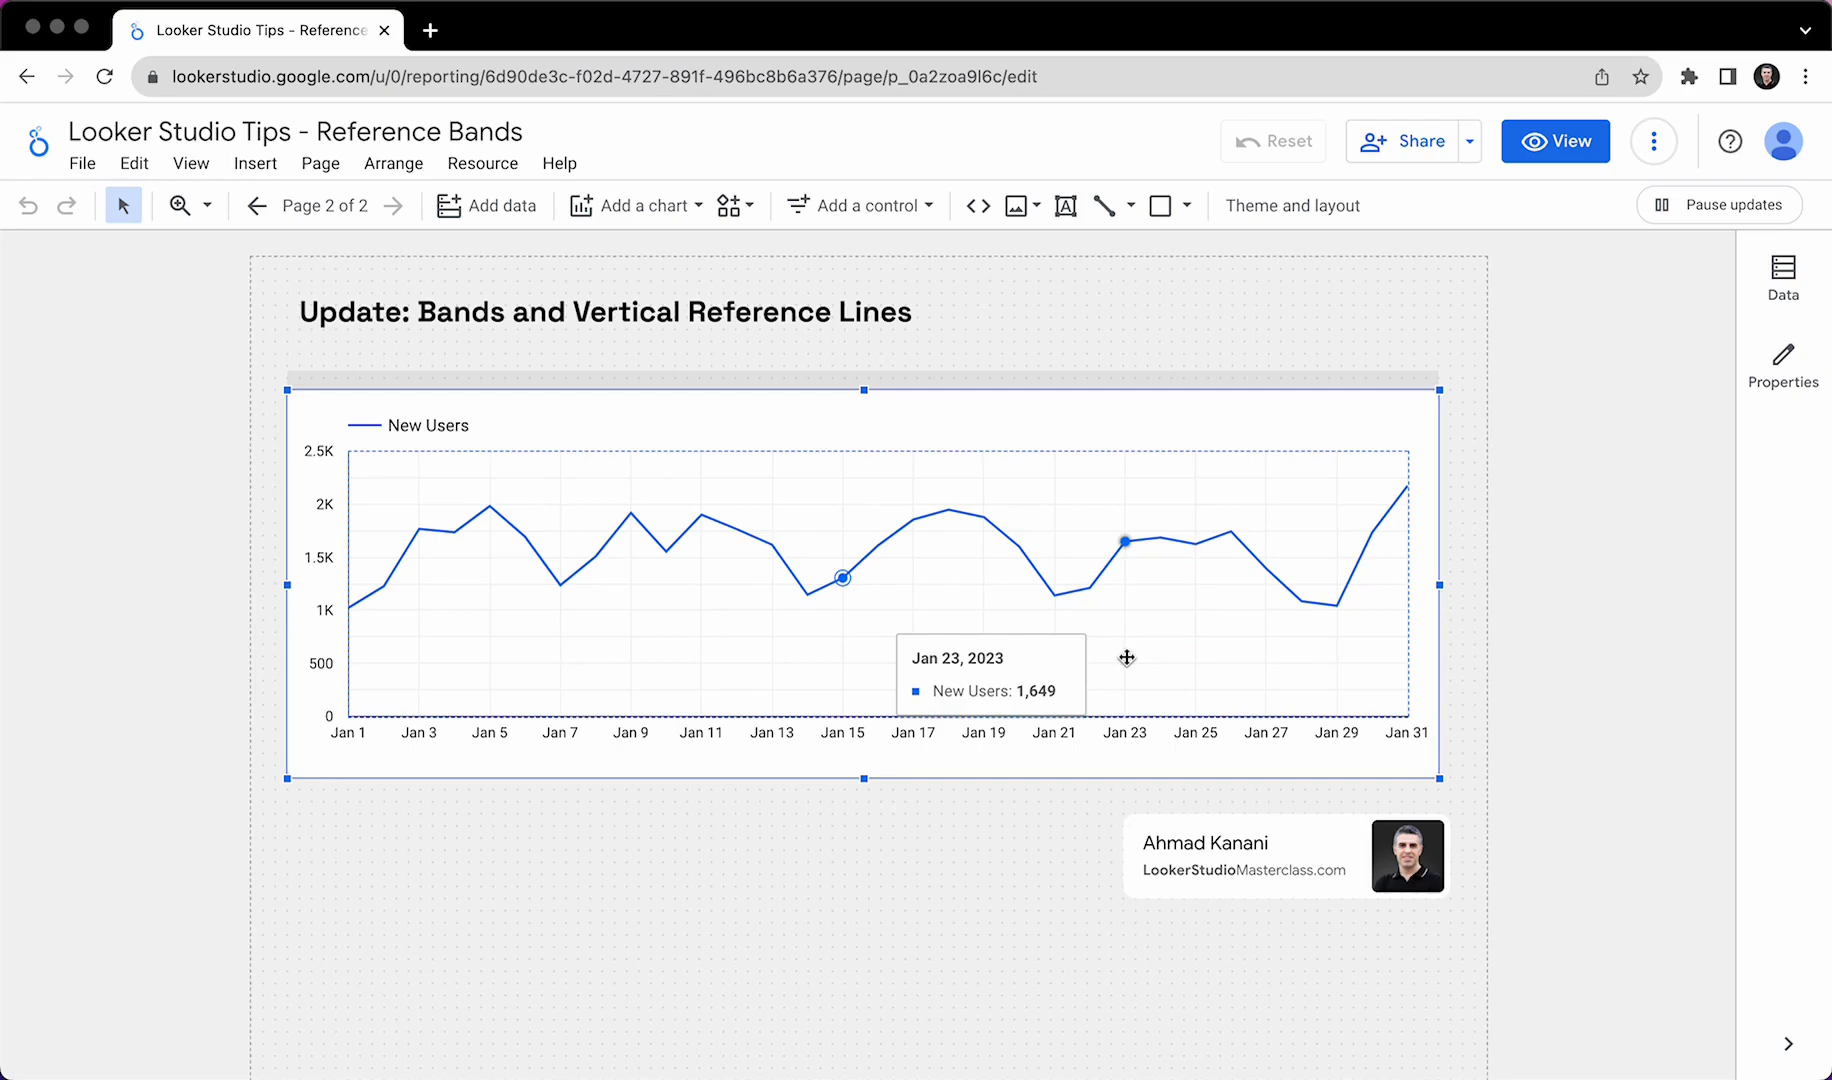 Looker Studio Tips - Reference
lookerstudio.google.com/u/0/reporting/6d90de3c-f02d-4727-891f-496bc8b6a376/page/p_0a2zoa9l6c/edit
Looker Studio Tips - Reference Bands
File Edit View Insert Page Arrange Resource Help
Reset Share View
Page 2 of 2 Add data Add a chart Add a control Theme and layout Pause updates
Data
Properties
Update: Bands and Vertical Reference Lines
New Users
2.5K
2K
1.5K
1K
500
0
Jan 23, 2023
New Users: 1,649
Jan 1 Jan 3 Jan 5 Jan 7 Jan 9 Jan 11 Jan 13 Jan 15 Jan 17 Jan 19 Jan 21 Jan 23 Jan 25 Jan 27 Jan 29 Jan 31
Ahmad Kanani
LookerStudioMasterclass.com